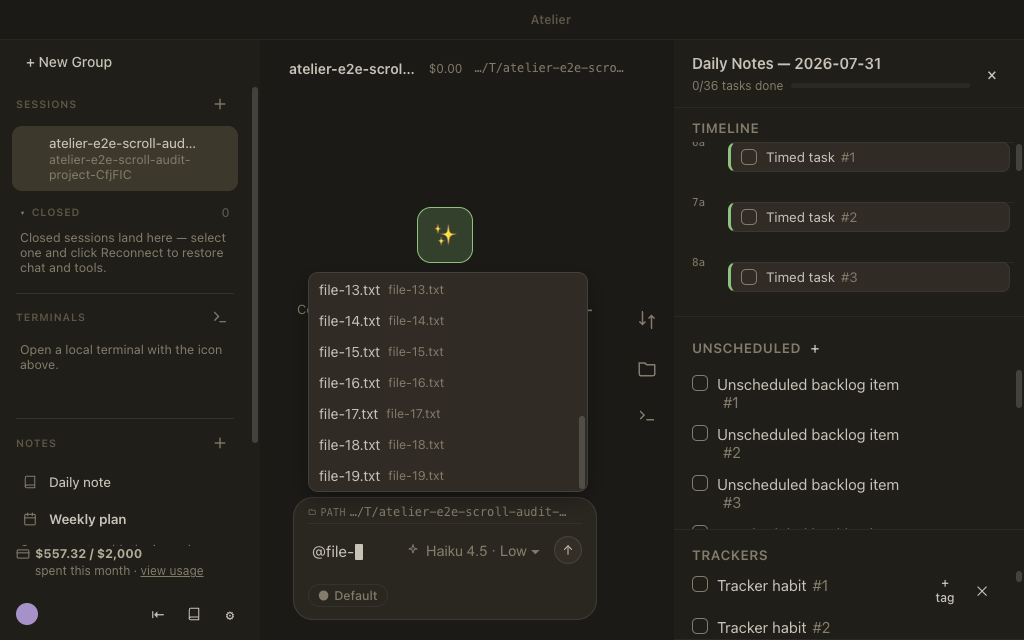 Atelier
+ New Group
SESSIONS
atelier-e2e-scroll-aud...
atelier-e2e-scroll-audit-
project-CfjFIC
CLOSED 0
Closed sessions land here — select
one and click Reconnect to restore
chat and tools.
TERMINALS
Open a local terminal with the icon
above.
NOTES
Daily note
Weekly plan
$557.32 / $2,000
spent this month · view usage
atelier-e2e-scrol... $0.00 …/T/atelier-e2e-scro…
file-13.txt file-13.txt
file-14.txt file-14.txt
file-15.txt file-15.txt
file-16.txt file-16.txt
file-17.txt file-17.txt
file-18.txt file-18.txt
file-19.txt file-19.txt
PATH …/T/atelier-e2e-scroll-audit-…
@file- Haiku 4.5 · Low
Default
Daily Notes — 2026-07-31
0/36 tasks done
TIMELINE
6a
Timed task #1
7a
Timed task #2
8a
Timed task #3
UNSCHEDULED +
Unscheduled backlog item
#1
Unscheduled backlog item
#2
Unscheduled backlog item
#3
TRACKERS
Tracker habit #1
+
tag
Tracker habit #2